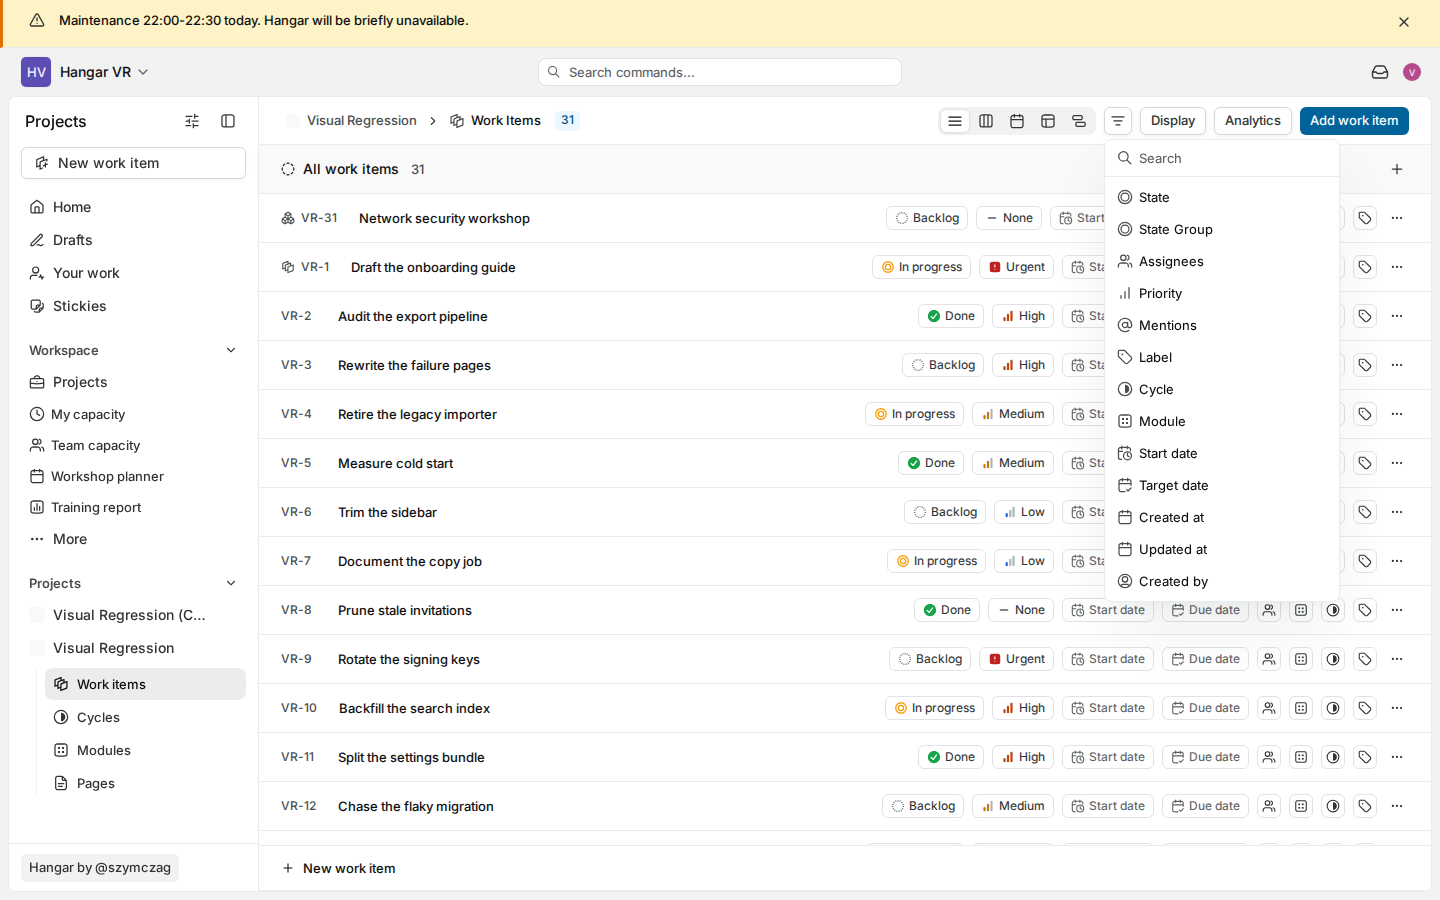 Maintenance 22:00-22:30 today. Hangar will be briefly unavailable.
HV Hangar VR
Search commands...
V
Projects
New work item
Home
Drafts
Your work
Stickies
Workspace
Projects
My capacity
Team capacity
Workshop planner
Training report
More
Projects
Visual Regression (C...
Visual Regression
Work items
Cycles
Modules
Pages
Hangar by @szymczag
Visual Regression > Work Items 31
Display
Analytics
Add work item
All work items 31
VR-31 Network security workshop Backlog None Start
VR-1 Draft the onboarding guide In progress Urgent Sta
VR-2 Audit the export pipeline Done High Sta
VR-3 Rewrite the failure pages Backlog High Sta
VR-4 Retire the legacy importer In progress Medium Sta
VR-5 Measure cold start Done Medium Sta
VR-6 Trim the sidebar Backlog Low Sta
VR-7 Document the copy job In progress Low Sta
VR-8 Prune stale invitations Done None Start date Due date
VR-9 Rotate the signing keys Backlog Urgent Start date Due date
VR-10 Backfill the search index In progress High Start date Due date
VR-11 Split the settings bundle Done High Start date Due date
VR-12 Chase the flaky migration Backlog Medium Start date Due date
New work item
Search
State
State Group
Assignees
Priority
Mentions
Label
Cycle
Module
Start date
Target date
Created at
Updated at
Created by